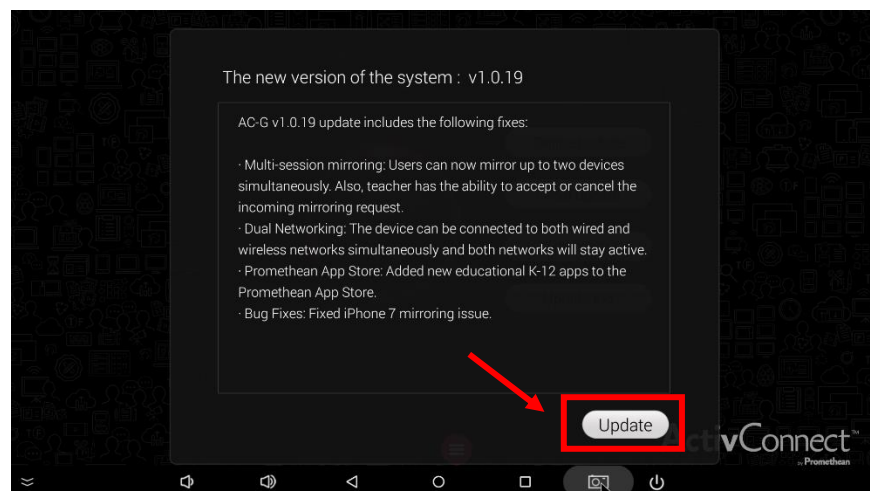 The new version of the system : v1.0.19
AC-G v1.0.19 update includes the following fixes:
· Multi-session mirroring: Users can now mirror up to two devices
simultaneously. Also, teacher has the ability to accept or cancel the
incoming mirroring request.
· Dual Networking: The device can be connected to both wired and
wireless networks simultaneously and both networks will stay active.
· Promethean App Store: Added new educational K-12 apps to the
Promethean App Store.
· Bug Fixes: Fixed iPhone 7 mirroring issue.
Update
ActivConnect™
by Promethean